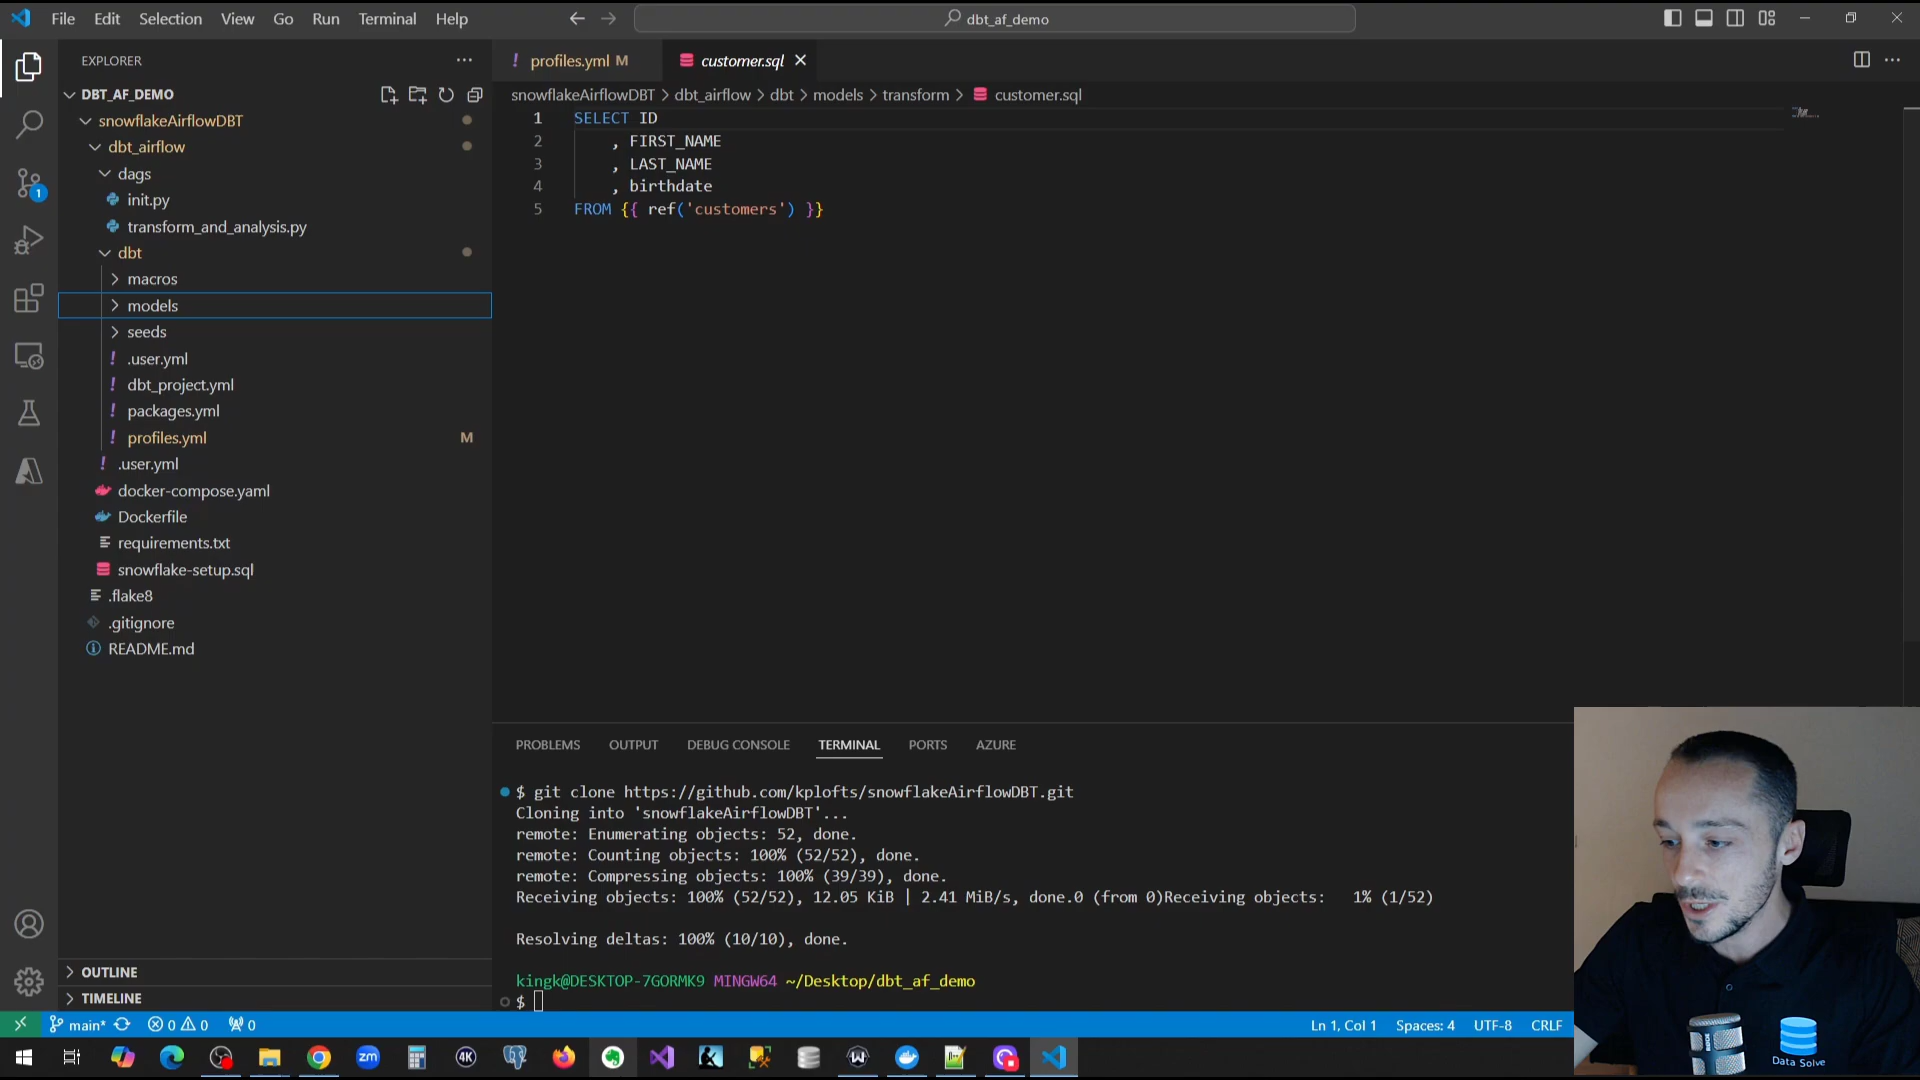 File Edit Selection View Go Run Terminal Help
dbt_af_demo
EXPLORER
DBT_AF_DEMO
snowflakeAirflowDBT
dbt_airflow
dags
init.py
transform_and_analysis.py
dbt
macros
models
seeds
.user.yml
dbt_project.yml
packages.yml
profiles.yml M
.user.yml
docker-compose.yaml
Dockerfile
requirements.txt
snowflake-setup.sql
.flake8
.gitignore
README.md
OUTLINE
TIMELINE
1
profiles.yml M
customer.sql
snowflakeAirflowDBT > dbt_airflow > dbt > models > transform > customer.sql
1 SELECT ID
2 , FIRST_NAME
3 , LAST_NAME
4 , birthdate
5 FROM {{ ref('customers') }}
PROBLEMS OUTPUT DEBUG CONSOLE TERMINAL PORTS AZURE
$ git clone https://github.com/kplofts/snowflakeAirflowDBT.git
Cloning into 'snowflakeAirflowDBT'...
remote: Enumerating objects: 52, done.
remote: Counting objects: 100% (52/52), done.
remote: Compressing objects: 100% (39/39), done.
Receiving objects: 100% (52/52), 12.05 KiB | 2.41 MiB/s, done.0 (from 0)Receiving objects: 1% (1/52)
Resolving deltas: 100% (10/10), done.
kingk@DESKTOP-7GORMK9 MINGW64 ~/Desktop/dbt_af_demo
$
main* 0 0 0
Ln 1, Col 1 Spaces: 4 UTF-8 CRLF
zm
4K
Data Solve